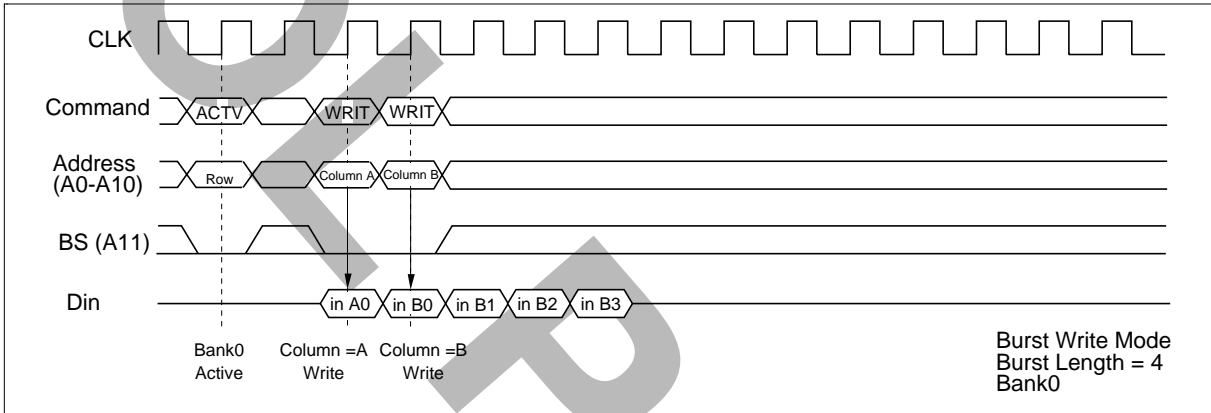 CLK
Command
ACTV
WRIT
WRIT
Address
(A0-A10)
Row
Column A
Column B
BS (A11)
Din
in A0
in B0
in B1
in B2
in B3
Bank0
Active
Column =A
Write
Column =B
Write
Burst Write Mode
Burst Length = 4
Bank0